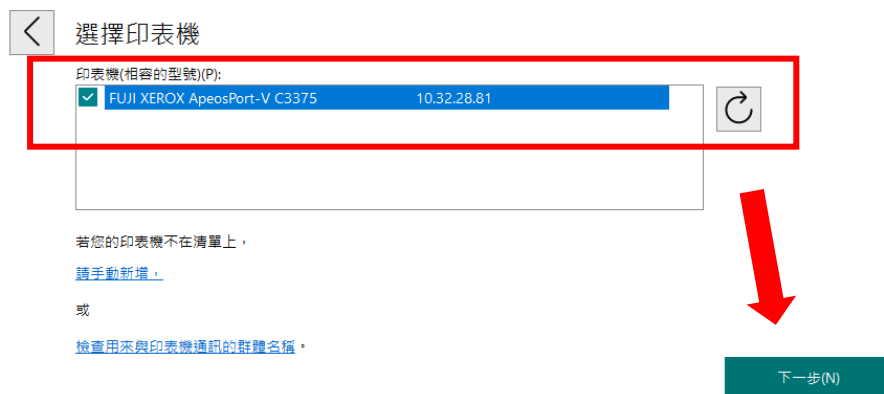 選擇印表機
印表機(相容的型號)(P):
FUJI XEROX ApeosPort-V C3375 10.32.28.81
若您的印表機不在清單上，
請手動新增，
或
檢查用來與印表機通訊的群體名稱。
下一步(N)